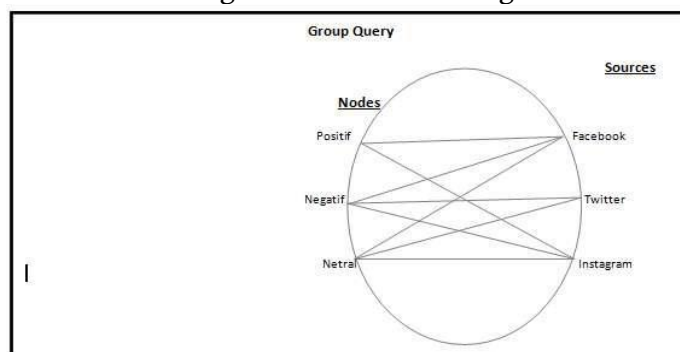 Group Query
Sources
Nodes
Positif
Facebook
Negatif
Twitter
Netral
Instagram